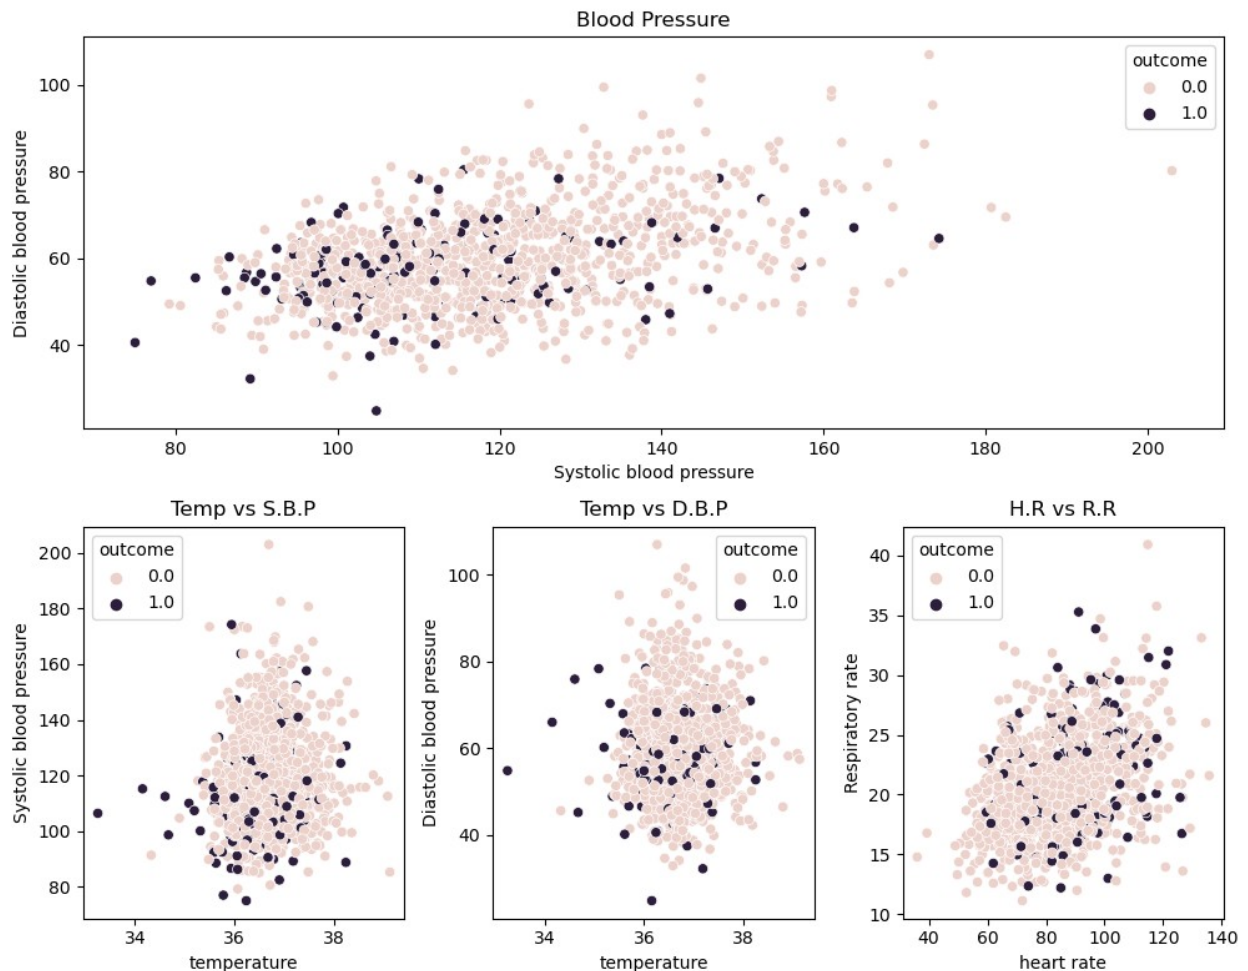 Blood Pressure
outcome
0.0
1.0
100
80
60
40
Diastolic blood pressure
80 100 120 140 160 180 200
Systolic blood pressure
Temp vs S.B.P
outcome
0.0
1.0
200
180
160
140
120
100
80
Systolic blood pressure
34 36 38
temperature
Temp vs D.B.P
outcome
0.0
1.0
100
80
60
40
Diastolic blood pressure
34 36 38
temperature
H.R vs R.R
outcome
0.0
1.0
40
35
30
25
20
15
10
Respiratory rate
40 60 80 100 120 140
heart rate